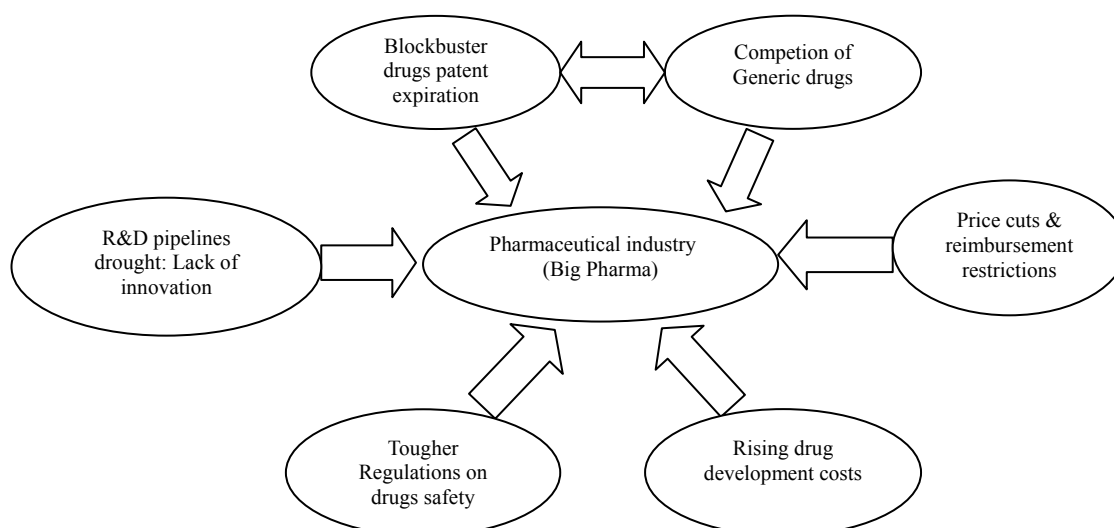 Blockbuster
drugs patent
expiration
Competion of
Generic drugs
R&D pipelines
drought: Lack of
innovation
Pharmaceutical industry
(Big Pharma)
Price cuts &
reimbursement
restrictions
Tougher
Regulations on
drugs safety
Rising drug
development costs